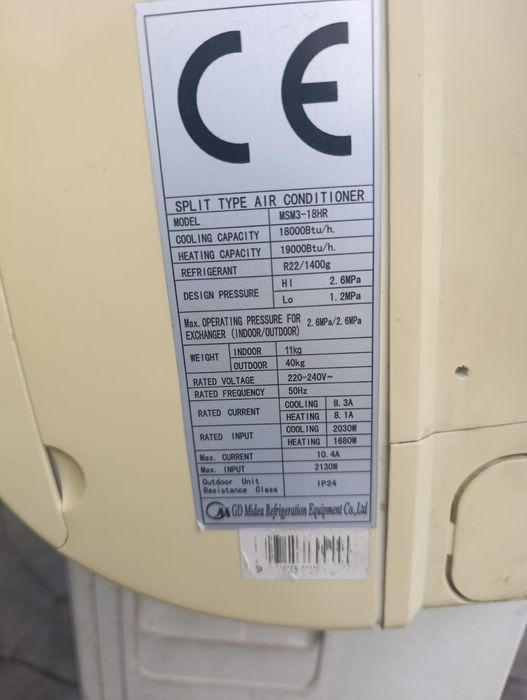 CE
SPLIT TYPE AIR CONDITIONER
MODEL MSM3-18HR
COOLING CAPACITY 18000Btu/h.
HEATING CAPACITY 19000Btu/h.
REFRIGERANT R22/1400g
DESIGN PRESSURE HI 2.6MPa
Lo 1.2MPa
Max. OPERATING PRESSURE FOR 2.6MPa/2.6MPa
EXCHANGER (INDOOR/OUTDOOR)
WEIGHT INDOOR 11kg
OUTDOOR 40kg
RATED VOLTAGE 220-240V~
RATED FREQUENCY 50Hz
RATED CURRENT COOLING 8.3A
HEATING 8.1A
RATED INPUT COOLING 2030W
HEATING 1680W
Max. CURRENT 10.4A
Max. INPUT 2130W
Outdoor Unit
Resistance Class IP24
GD Midea Refrigeration Equipment Co., Ltd